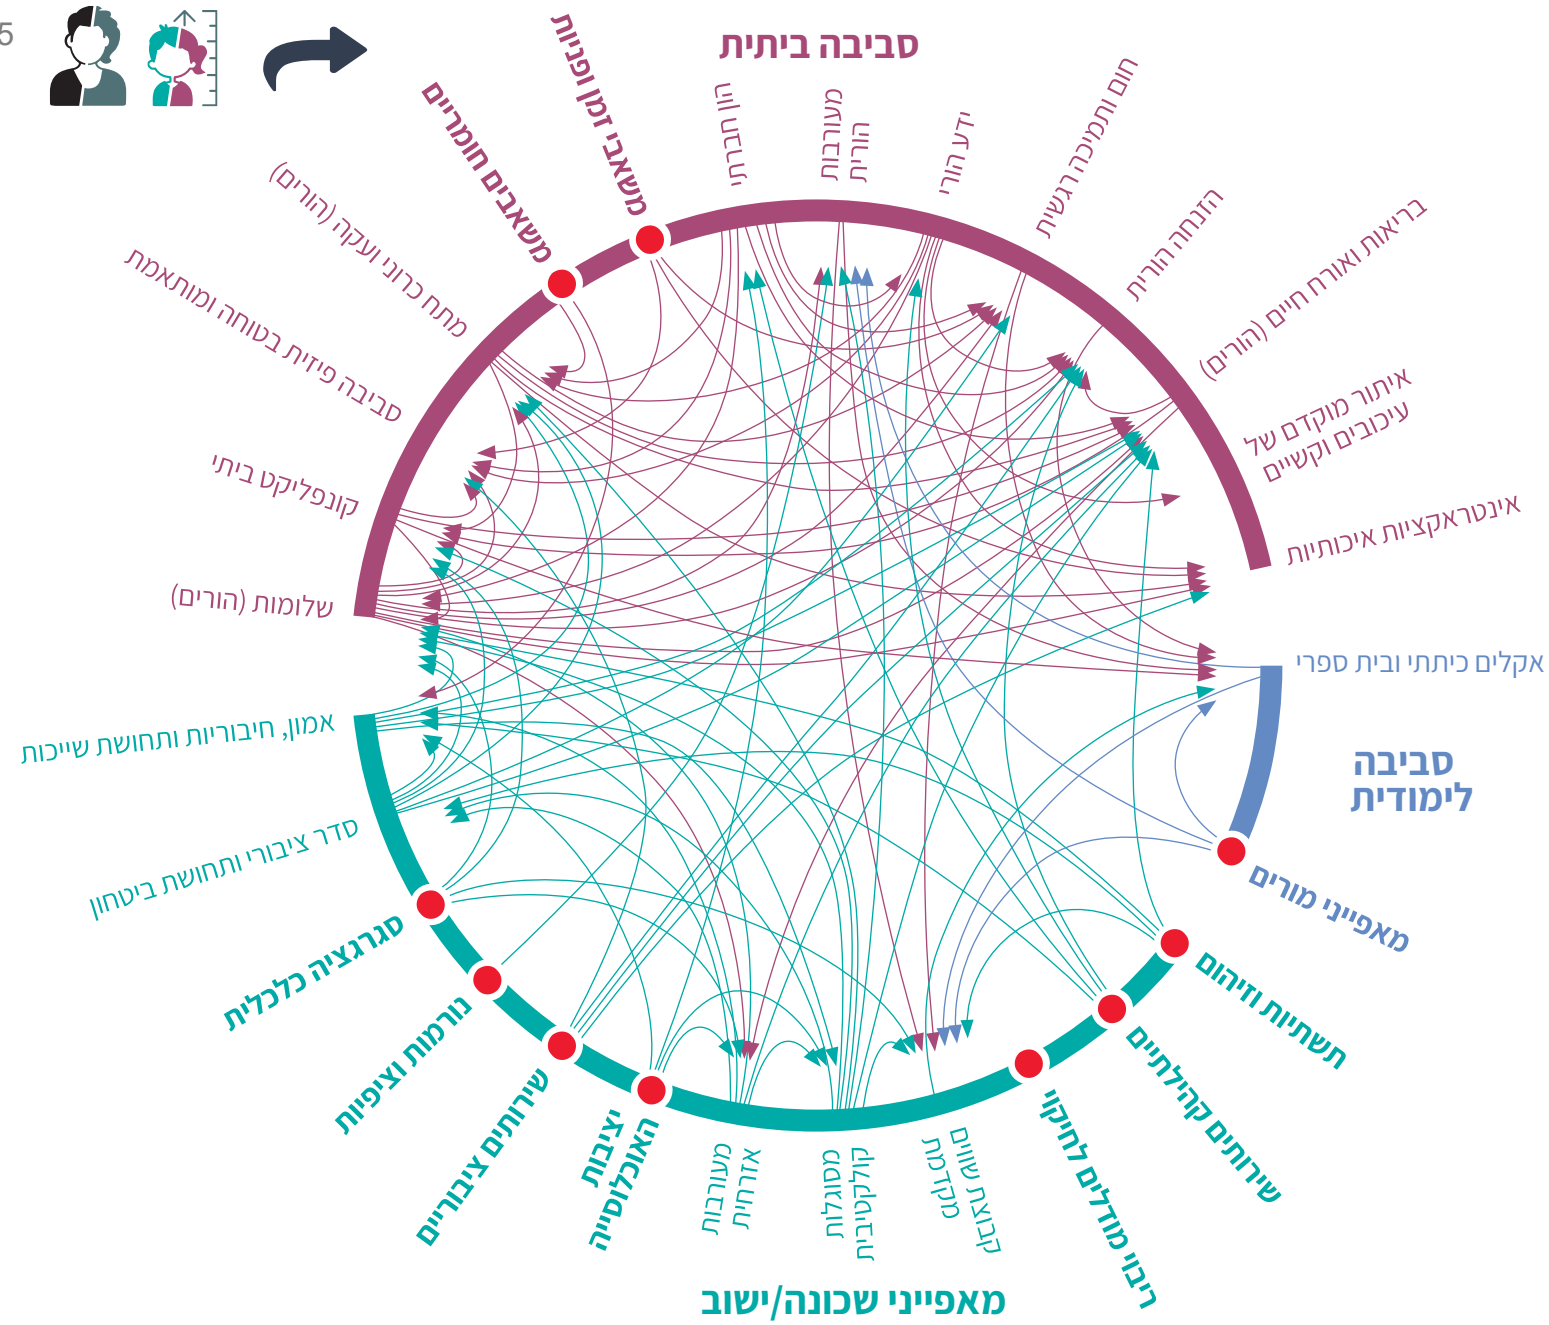 5
סביבה ביתית
משאבים חומריים
משאבי זמן ופניות
הון חברתי
מעורבות
הורית
ידע הורי
חום ותמיכה רגשית
הזנחה הורית
בריאות ואורח חיים (הורים)
איתור מוקדם של
עיכובים וקשיים
אינטראקציות איכותיות
מתח כרוני ועקה (הורים)
סביבה פיזית בטוחה ומותאמת
קונפליקט ביתי
שלומות (הורים)
אקלים כיתתי ובית ספרי
סביבה
לימודית
מאפייני מורים
אמון, חיבוריות ותחושת שייכות
סדר ציבורי ותחושת ביטחון
סגרגציה כלכלית
נורמות וציפיות
שירותים ציבוריים
יציבות
האוכלוסייה
מעורבות
אזרחית
מסוגלות
קולקטיבית
קבוצת שווים
מקדמת
ריבוי מודלים לחיקוי
שירותים קהילתיים
תשתיות וזיהום
מאפייני שכונה/ישוב